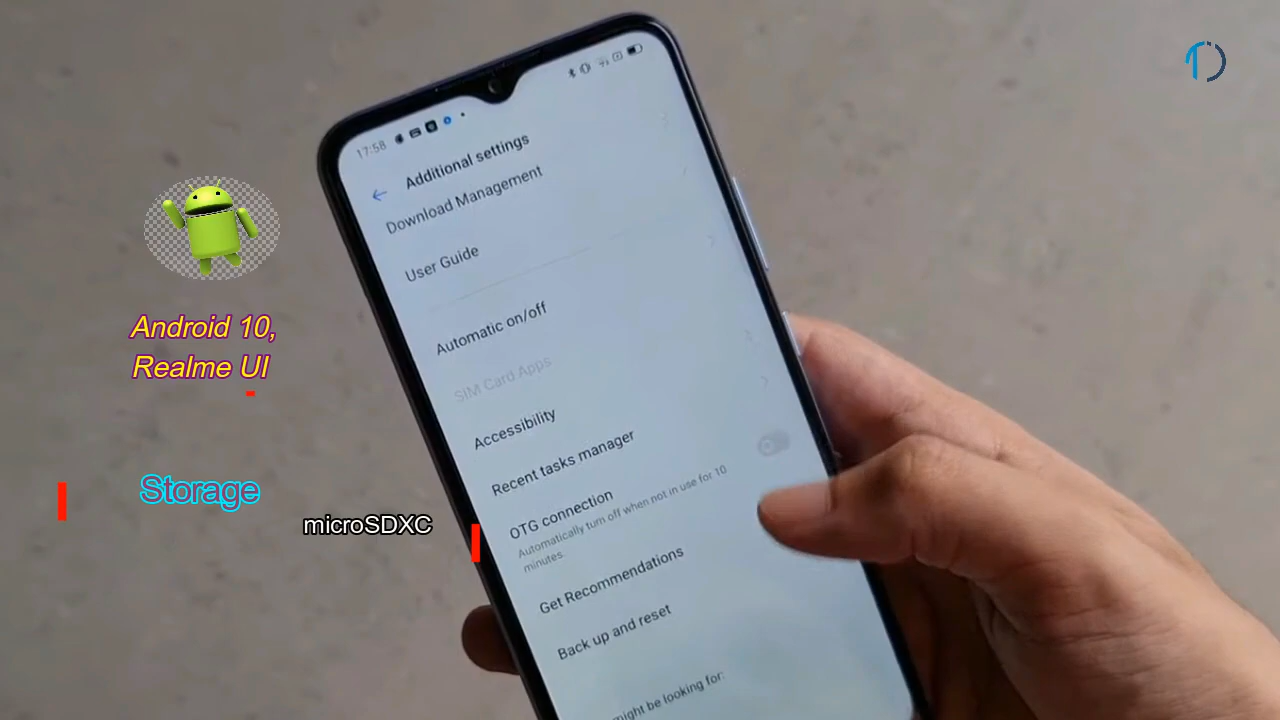 17:58
Additional settings
Download Management
User Guide
Automatic on/off
SIM Card Apps
Accessibility
Recent tasks manager
OTG connection
Automatically turn off when not in use for 10
minutes.
Get Recommendations
Back up and reset
might be looking for:
Android 10,
Realme UI
Storage
microSDXC